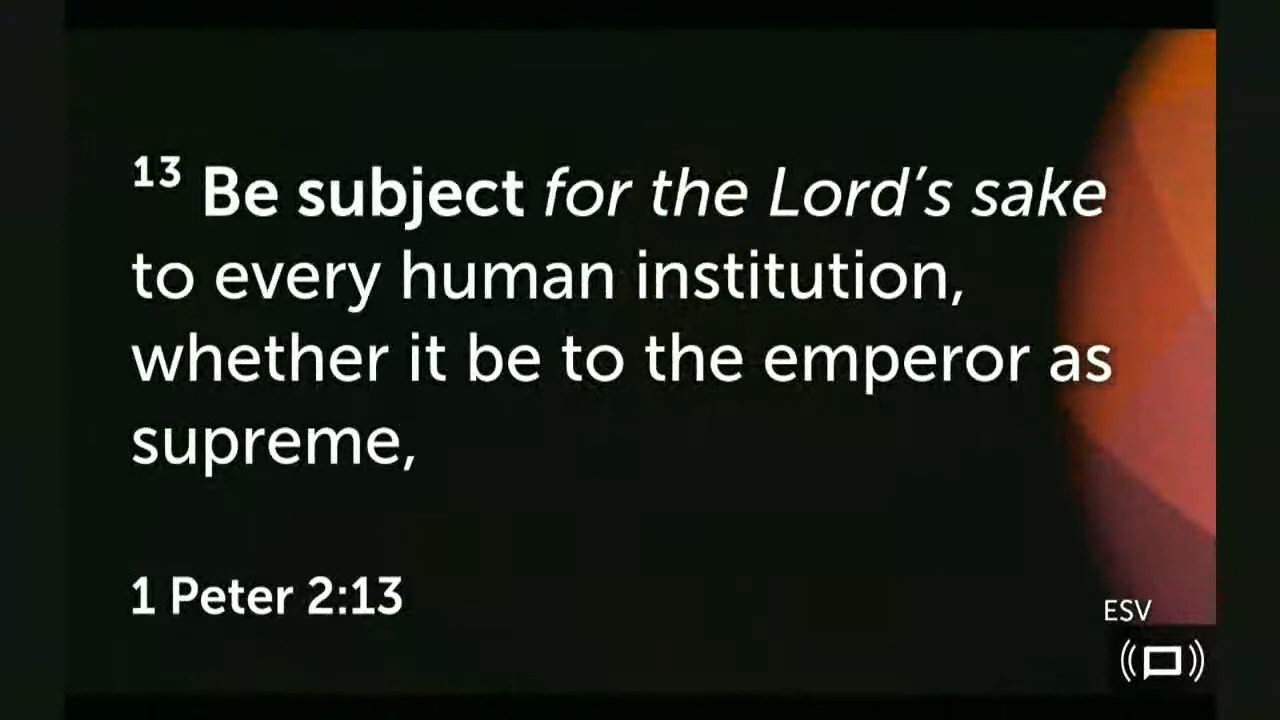 13 Be subject for the Lord's sake
to every human institution,
whether it be to the emperor as
supreme,
1 Peter 2:13
ESV